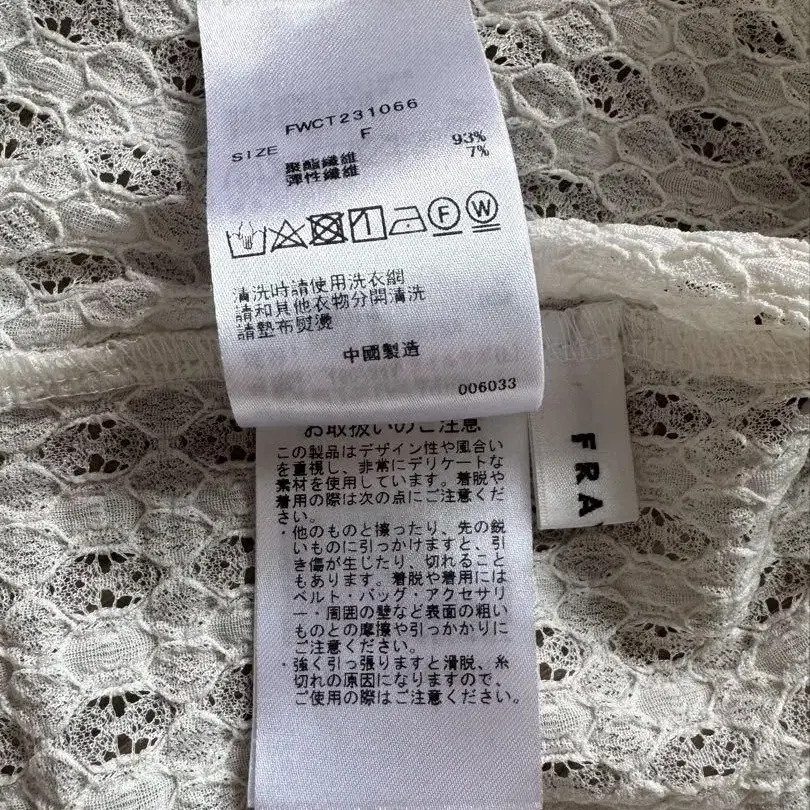 FWCT231066
SIZE F
聚酯纖維 93%
彈性纖維 7%
F W
清洗時請使用洗衣網
請和其他衣物分開清洗
請墊布熨燙
中國製造
006033
お取扱いのご注意
この製品はデザイン性や風合い
を重視し、非常にデリケートな
素材を使用しています。着脱や
着用の際は次の点にご注意くだ
さい。
・他のものと擦ったり、先の鋭
いものに引っかけますと、引
き傷が生じたり、切れること
もあります。着脱や着用には
ベルト・バッグ・アクセサリ
ー・周囲の壁など表面の粗い
ものとの摩擦や引っかかりに
ご注意ください。
・強く引っ張りますと滑脱、糸
切れの原因になりますので、
ご使用の際はご注意ください。
FRA